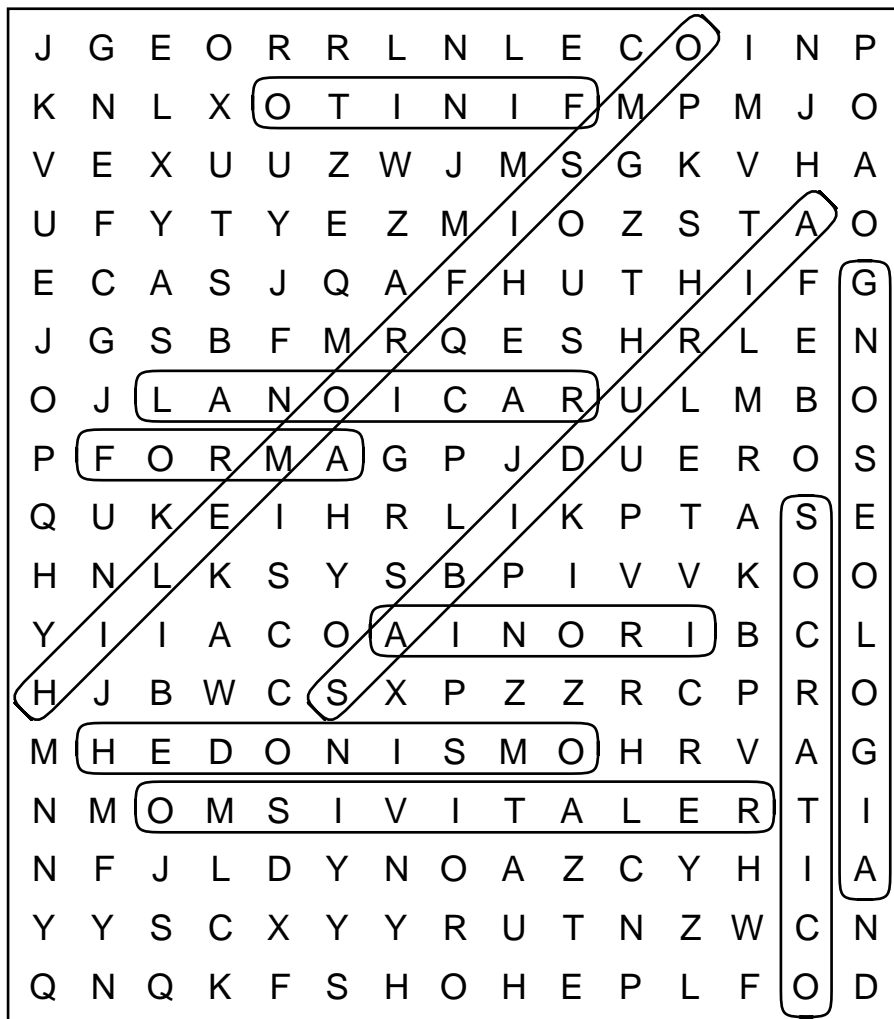 J G E O R R L N L E C O I N P
K N L X O T I N I F M P M J O
V E X U U Z W J M S G K V H A
U F Y T Y E Z M I O Z S T A O
E C A S J Q A F H U T H I F G
J G S B F M R Q E S H R L E N
O J L A N O I C A R U L M B O
P F O R M A G P J D U E R O S
Q U K E I H R L I K P T A S E
H N L K S Y S B P I V V K O O
Y I I A C O A I N O R I B C L
H J B W C S X P Z Z R C P R O
M H E D O N I S M O H R V A G
N M O M S I V I T A L E R T I
N F J L D Y N O A Z C Y H I A
Y Y S C X Y Y R U T N Z W C N
Q N Q K F S H O H E P L F O D